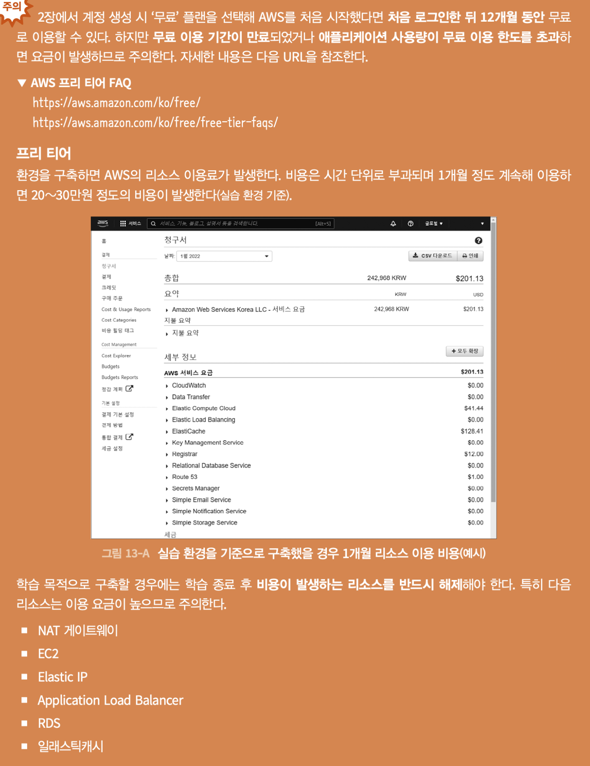 주의
2장에서 계정 생성 시 ‘무료’ 플랜을 선택해 AWS를 처음 시작했다면 처음 로그인한 뒤 12개월 동안 무료
로 이용할 수 있다. 하지만 무료 이용 기간이 만료되었거나 애플리케이션 사용량이 무료 이용 한도를 초과하
면 요금이 발생하므로 주의한다. 자세한 내용은 다음 URL을 참조한다.
▼ AWS 프리 티어 FAQ
https://aws.amazon.com/ko/free/
https://aws.amazon.com/ko/free/free-tier-faqs/
프리 티어
환경을 구축하면 AWS의 리소스 이용료가 발생한다. 비용은 시간 단위로 부과되며 1개월 정도 계속해 이용하
면 20~30만원 정도의 비용이 발생한다(실습 환경 기준).
aws 서비스 서비스, 기능, 블로그, 설명서 등을 검색합니다. [Alt+S] 글로벌
홈
결제
청구서
결제
크레딧
구매 주문
Cost & Usage Reports
Cost Categories
비용 할당 태그
Cost Management
Cost Explorer
Budgets
Budgets Reports
절감 계획
기본 설정
결제 기본 설정
결제 방법
통합 결제
세금 설정
청구서
날짜: 1월 2022 CSV 다운로드 인쇄
총합 242,968 KRW $201.13
요약 KRW USD
Amazon Web Services Korea LLC - 서비스 요금 242,968 KRW $201.13
지불 요약
지불 요약
+ 모두 확장
세부 정보
AWS 서비스 요금 $201.13
CloudWatch $0.00
Data Transfer $0.00
Elastic Compute Cloud $41.44
Elastic Load Balancing $0.00
ElastiCache $128.41
Key Management Service $0.00
Registrar $12.00
Relational Database Service $0.00
Route 53 $1.00
Secrets Manager $0.00
Simple Email Service $0.00
Simple Notification Service $0.00
Simple Storage Service $0.00
세금
그림 13-A 실습 환경을 기준으로 구축했을 경우 1개월 리소스 이용 비용(예시)
학습 목적으로 구축할 경우에는 학습 종료 후 비용이 발생하는 리소스를 반드시 해제해야 한다. 특히 다음
리소스는 이용 요금이 높으므로 주의한다.
■ NAT 게이트웨이
■ EC2
■ Elastic IP
■ Application Load Balancer
■ RDS
■ 일래스틱캐시